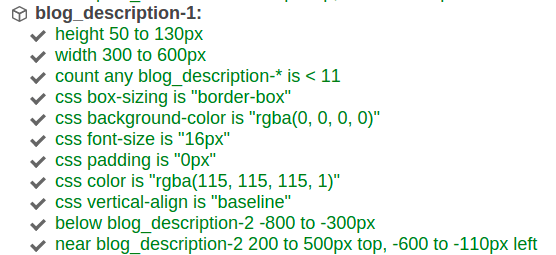 blog_description-1:
height 50 to 130px
width 300 to 600px
count any blog_description-* is < 11
css box-sizing is "border-box"
css background-color is "rgba(0, 0, 0, 0)"
css font-size is "16px"
css padding is "0px"
css color is "rgba(115, 115, 115, 1)"
css vertical-align is "baseline"
below blog_description-2 -800 to -300px
near blog_description-2 200 to 500px top, -600 to -110px left